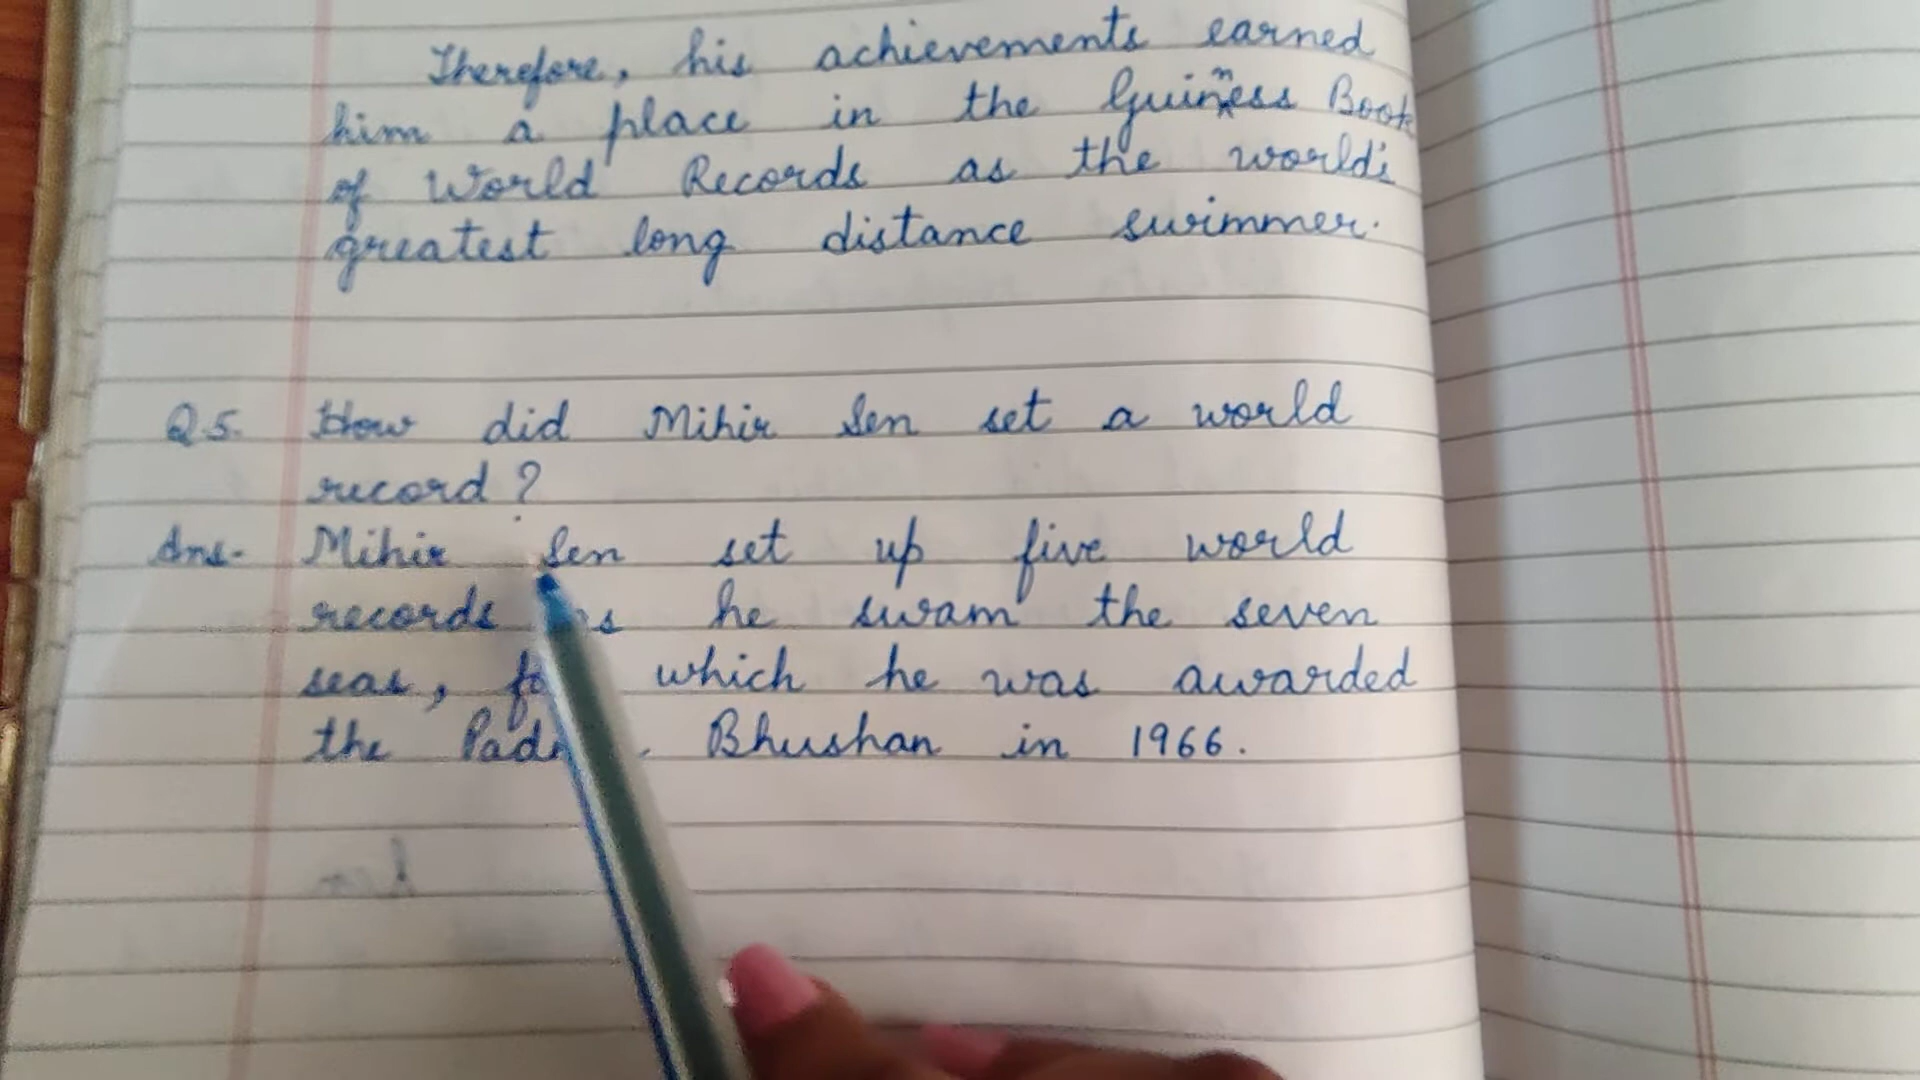 Therefore, his achievements earned
him a place in the Guinness Book
of World Records as the world's
greatest long distance swimmer.
Q5. How did Mihir Sen set a world
record?
Ans- Mihir Sen set up five world
records he swam the seven
seas, which he was awarded
the Bhushan in 1966.